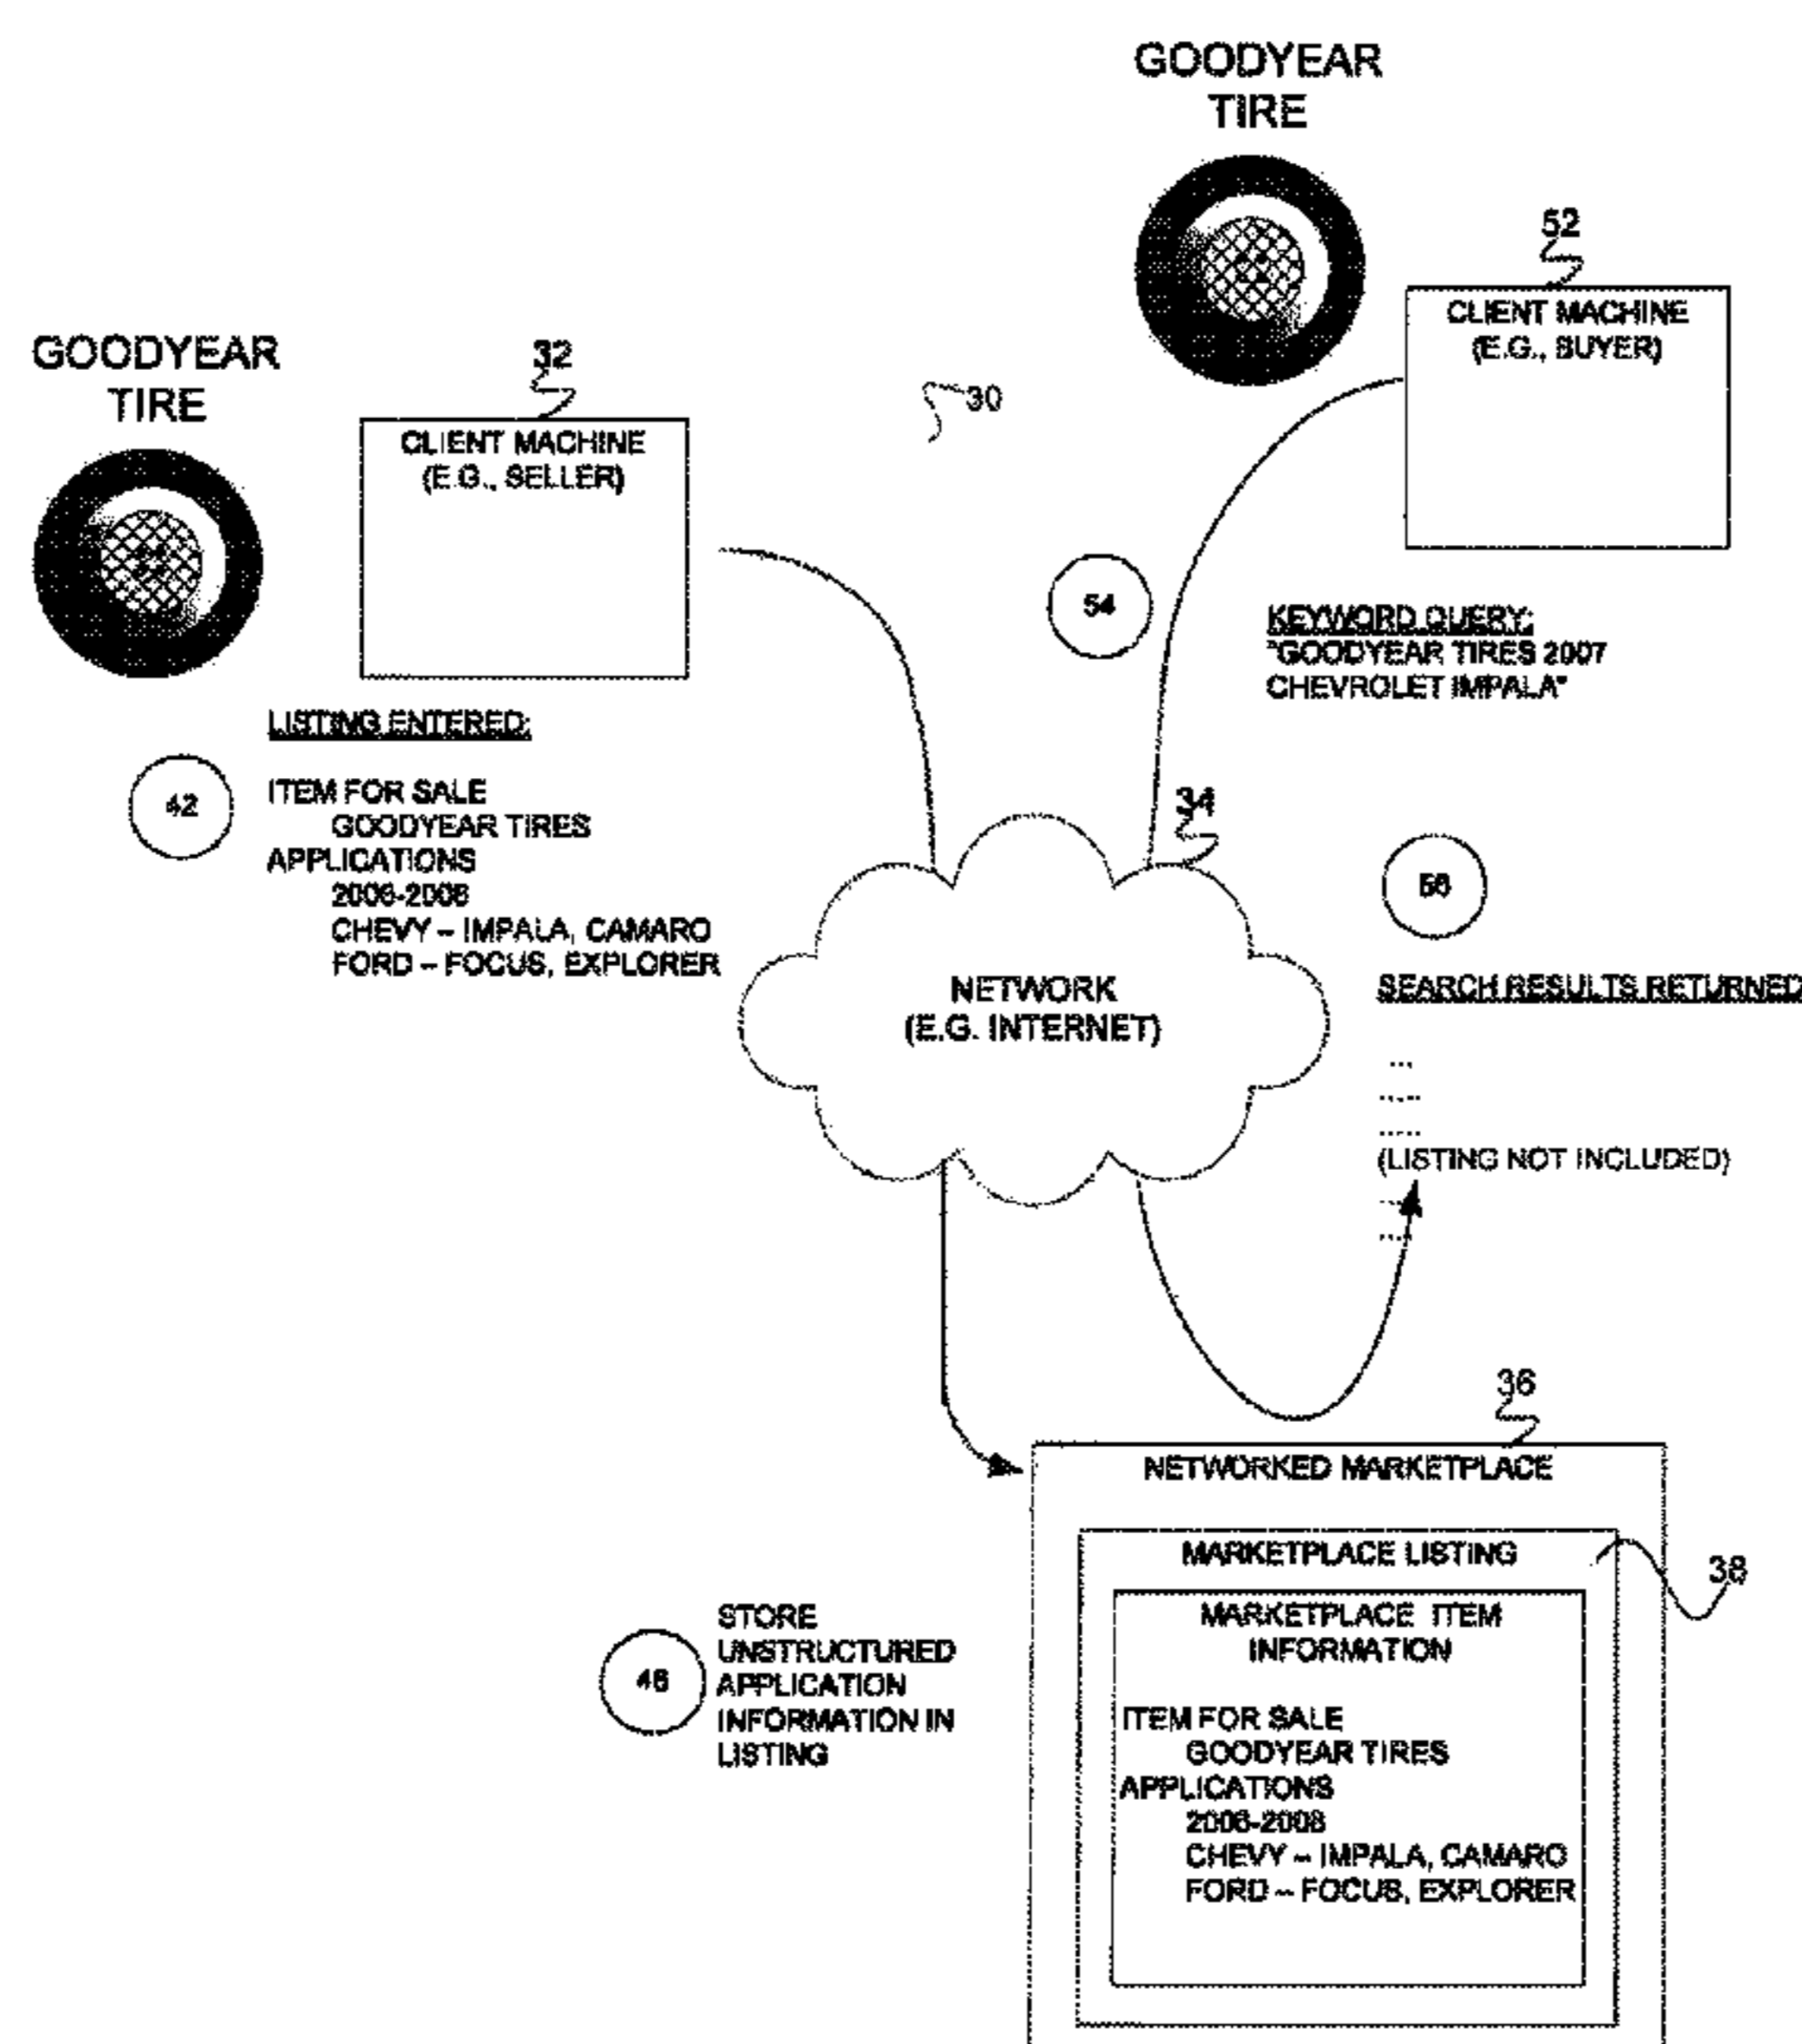 GOODYEAR
TIRE
52
CLIENT MACHINE
(E.G., BUYER)
GOODYEAR
TIRE
32
CLIENT MACHINE
(E.G., SELLER)
30
54
KEYWORD QUERY:
"GOODYEAR TIRES 2007
CHEVROLET IMPALA"
LISTING ENTERED:
42
ITEM FOR SALE
GOODYEAR TIRES
APPLICATIONS
2006-2008
CHEVY – IMPALA, CAMARO
FORD – FOCUS, EXPLORER
34
56
NETWORK
(E.G. INTERNET)
SEARCH RESULTS RETURNED
....
.....
.....
(LISTING NOT INCLUDED)
.....
.....
36
NETWORKED MARKETPLACE
MARKETPLACE LISTING
38
MARKETPLACE ITEM
INFORMATION
46
STORE
UNSTRUCTURED
APPLICATION
INFORMATION IN
LISTING
ITEM FOR SALE
GOODYEAR TIRES
APPLICATIONS
2006-2008
CHEVY – IMPALA, CAMARO
FORD – FOCUS, EXPLORER